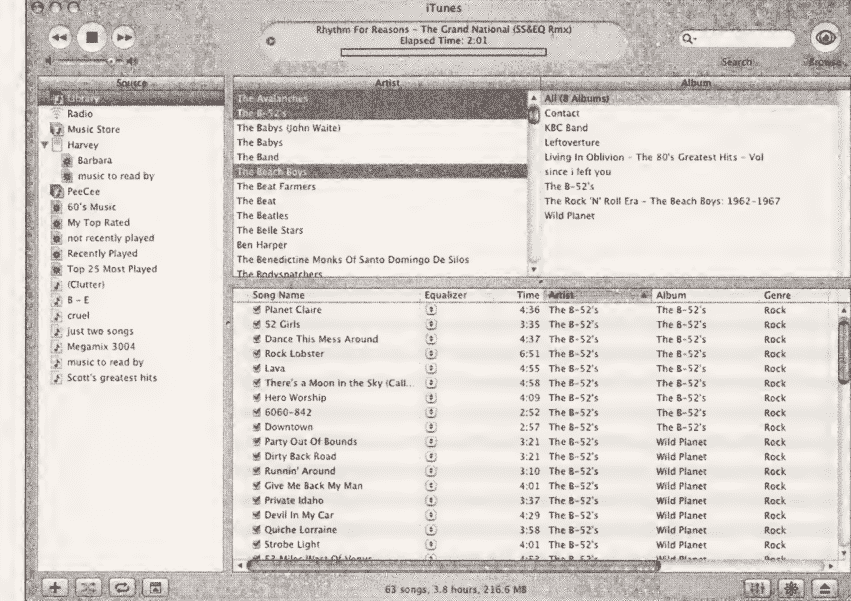 iTunes
Rhythm For Reasons – The Grand National (SS&EQ Rmx)
Elapsed Time: 2:01
Search
Browse
Source
Library
Radio
Music Store
Harvey
Barbara
music to read by
PeeCee
60's Music
My Top Rated
not recently played
Recently Played
Top 25 Most Played
(Clutter)
B – E
cruel
just two songs
Megamix 3004
music to read by
Scott's greatest hits
Artist
The Avalanches
The B-52's
The Babys (John Waite)
The Babys
The Band
The Beach Boys
The Beat Farmers
The Beat
The Beatles
The Belle Stars
Ben Harper
The Benedictine Monks Of Santo Domingo De Silos
The Bodysnatchers
Album
All (8 Albums)
Contact
KBC Band
Leftoverture
Living In Oblivion – The 80's Greatest Hits – Vol
since i left you
The B-52's
The Rock 'N' Roll Era – The Beach Boys: 1962-1967
Wild Planet
Song Name Equalizer Time Artist Album Genre
Planet Claire 4:36 The B-52's The B-52's Rock
52 Girls 3:35 The B-52's The B-52's Rock
Dance This Mess Around 4:37 The B-52's The B-52's Rock
Rock Lobster 6:51 The B-52's The B-52's Rock
Lava 4:55 The B-52's The B-52's Rock
There's a Moon in the Sky (Call... 4:58 The B-52's The B-52's Rock
Hero Worship 4:09 The B-52's The B-52's Rock
6060-842 2:52 The B-52's The B-52's Rock
Downtown 2:57 The B-52's The B-52's Rock
Party Out Of Bounds 3:21 The B-52's Wild Planet Rock
Dirty Back Road 3:21 The B-52's Wild Planet Rock
Runnin' Around 3:10 The B-52's Wild Planet Rock
Give Me Back My Man 4:01 The B-52's Wild Planet Rock
Private Idaho 3:37 The B-52's Wild Planet Rock
Devil In My Car 4:29 The B-52's Wild Planet Rock
Quiche Lorraine 3:58 The B-52's Wild Planet Rock
Strobe Light 4:01 The B-52's Wild Planet Rock
53 Miles West Of Venus The B-52's Wild Planet Rock
63 songs, 3.8 hours, 216.6 MB